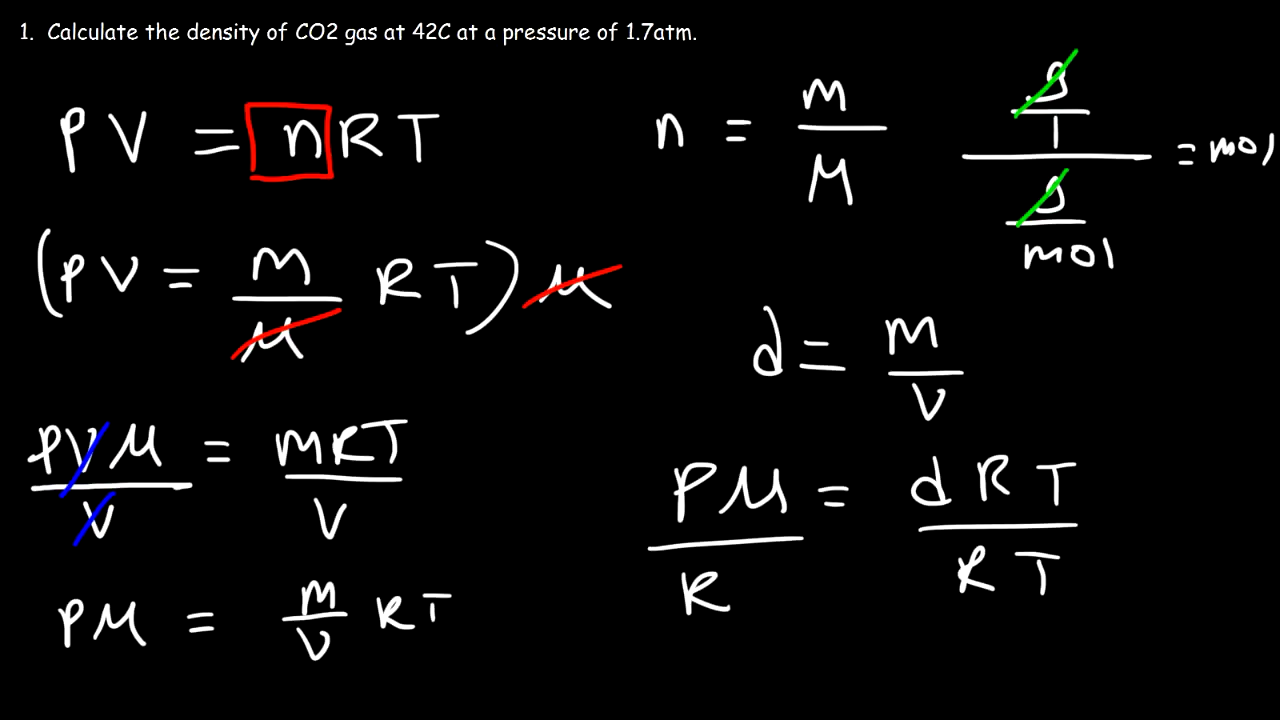 1. Calculate the density of CO2 gas at 42C at a pressure of 1.7atm.
PV = nRT
(PV = m/M RT) M
PVM/V = mRT/V
PM = m/V RT
n = m/M
g/1 / g/mol = mol
d = m/V
PM/R = dRT/RT